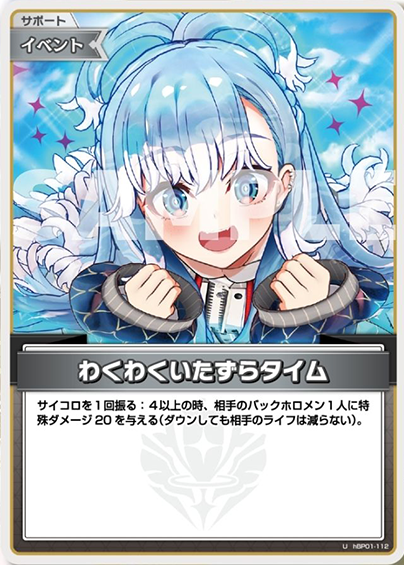 サポート
イベント
SAMPLE
わくわくいたずらタイム
サイコロを1回振る：4以上の時、相手のバックホロメン1人に特
殊ダメージ20を与える（ダウンしても相手のライフは減らない）。
U hBP01-112